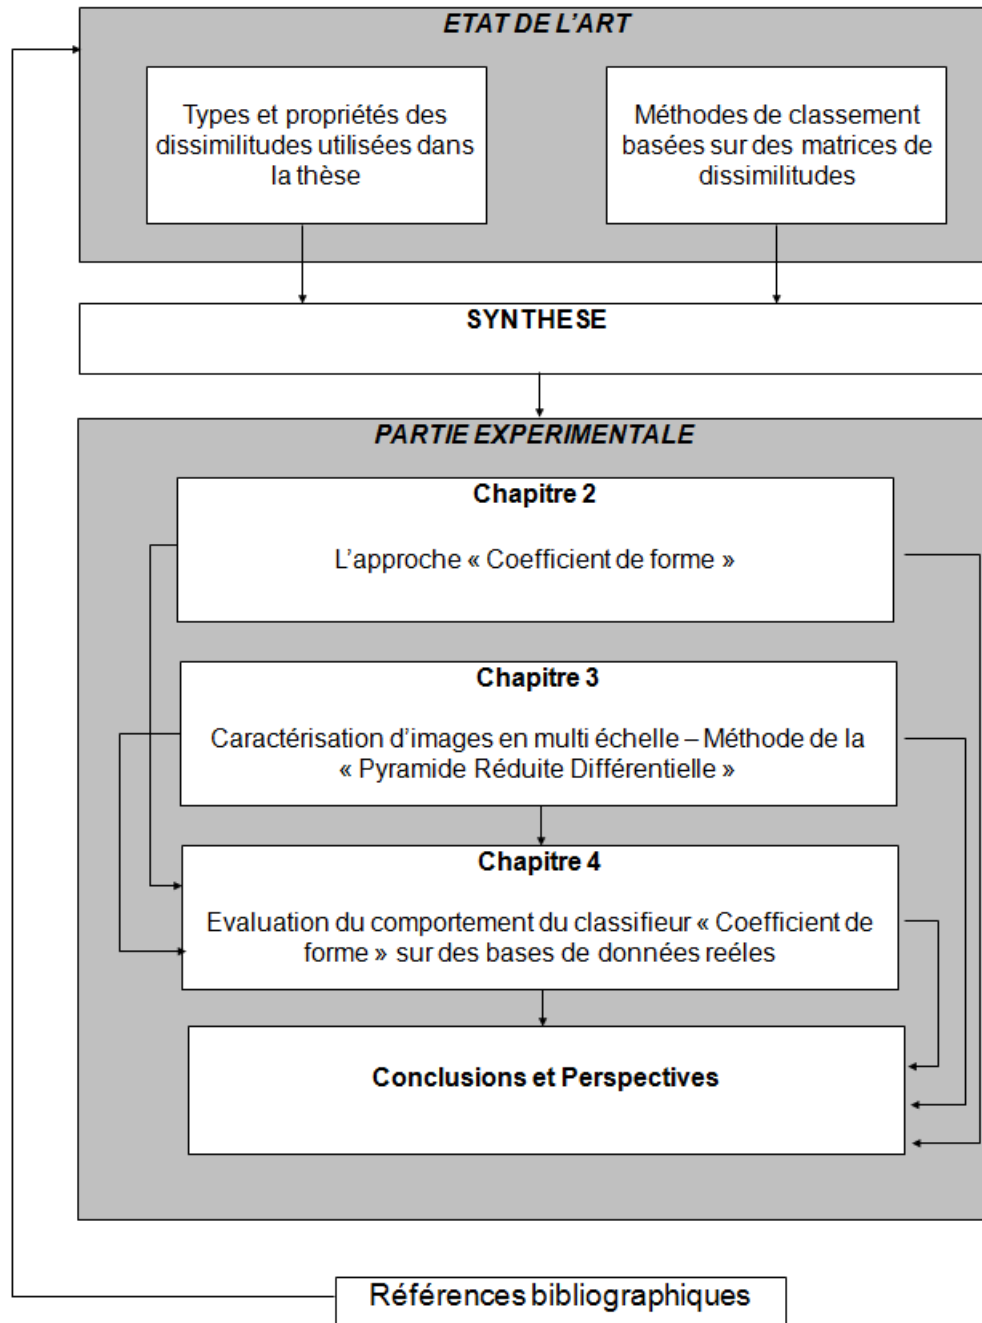 ETAT DE L'ART
Types et propriétés des
dissimilitudes utilisées dans
la thèse
Méthodes de classement
basées sur des matrices de
dissimilitudes
SYNTHESE
PARTIE EXPERIMENTALE
Chapitre 2
L'approche « Coefficient de forme »
Chapitre 3
Caractérisation d'images en multi échelle – Méthode de la
« Pyramide Réduite Différentielle »
Chapitre 4
Evaluation du comportement du classifieur « Coefficient de
forme » sur des bases de données reéles
Conclusions et Perspectives
Références bibliographiques